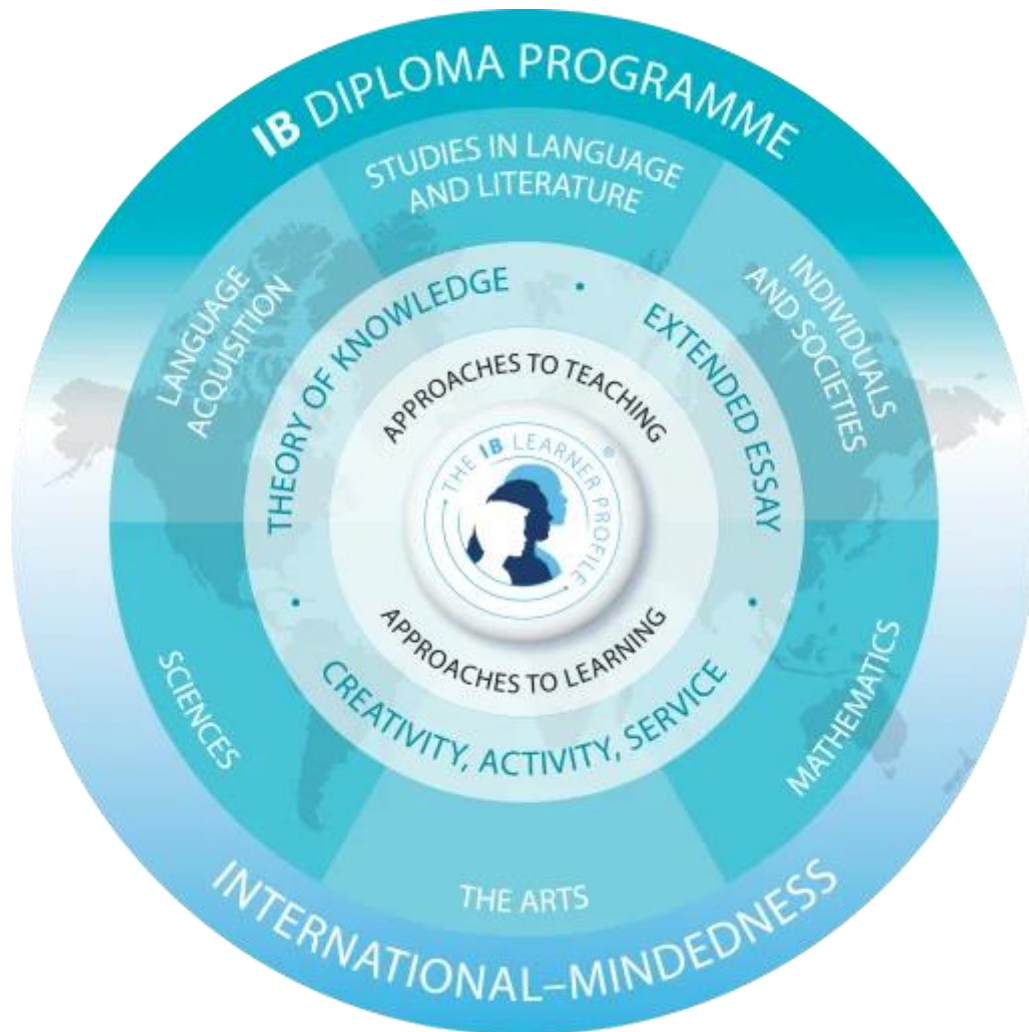 IB DIPLOMA PROGRAMME
STUDIES IN LANGUAGE
AND LITERATURE
LANGUAGE
ACQUISITION
INDIVIDUALS
AND SOCIETIES
THEORY OF KNOWLEDGE
EXTENDED ESSAY
APPROACHES TO TEACHING
THE IB LEARNER PROFILE®
APPROACHES TO LEARNING
CREATIVITY, ACTIVITY, SERVICE
SCIENCES
MATHEMATICS
THE ARTS
INTERNATIONAL–MINDEDNESS